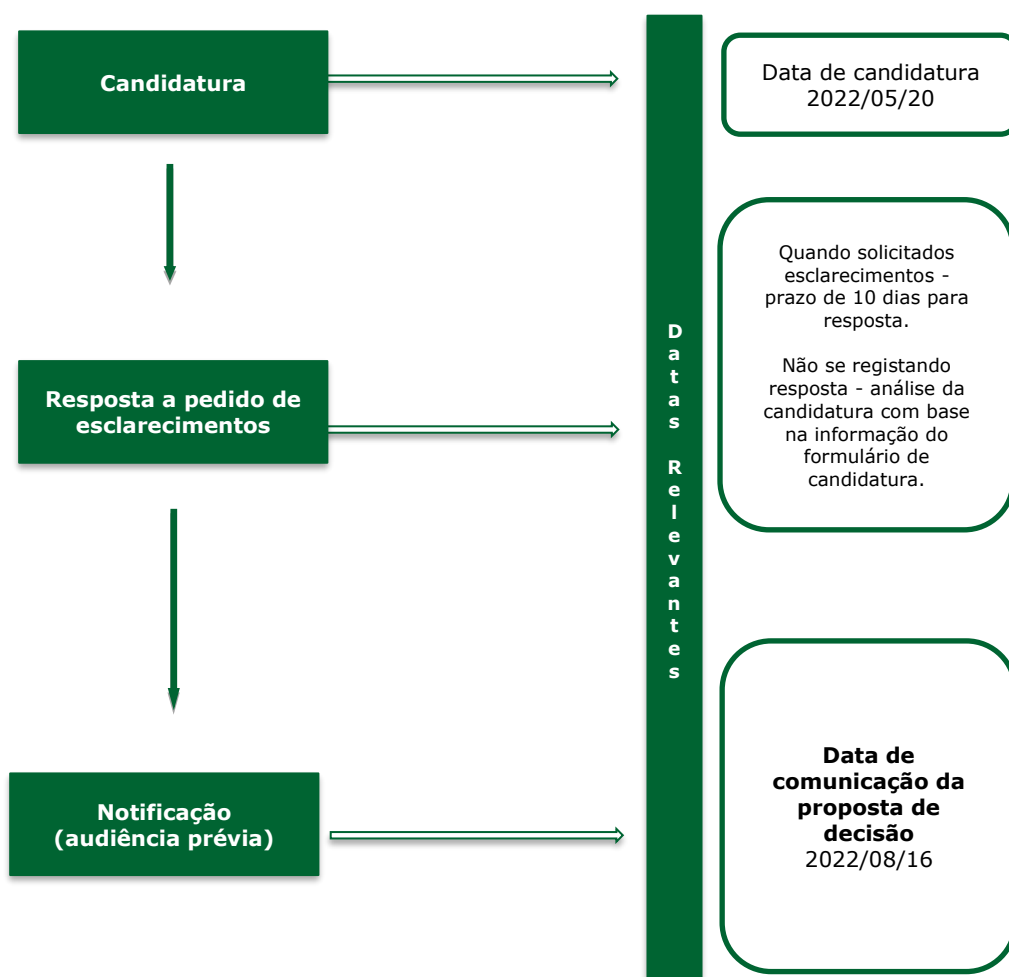 Candidatura
Data de candidatura
2022/05/20
Resposta a pedido de
esclarecimentos
Quando solicitados
esclarecimentos -
prazo de 10 dias para
resposta.
Não se registando
resposta - análise da
candidatura com base
na informação do
formulário de
candidatura.
Datas Relevantes
Notificação
(audiência prévia)
Data de
comunicação da
proposta de
decisão
2022/08/16